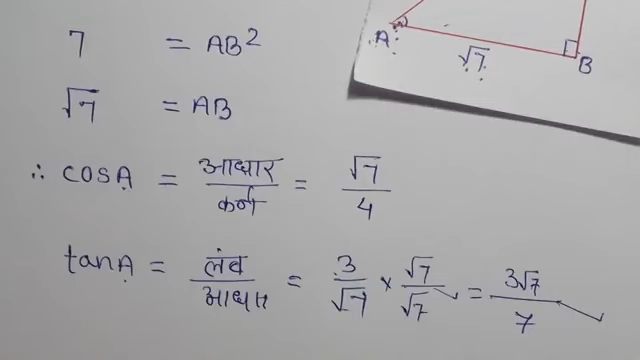 7 = AB²
√7 = AB
∴ cosA = आधार/कर्ण = √7/4
tanA = लंब/आधार = 3/√7 × √7/√7 = 3√7/7
A
√7
B